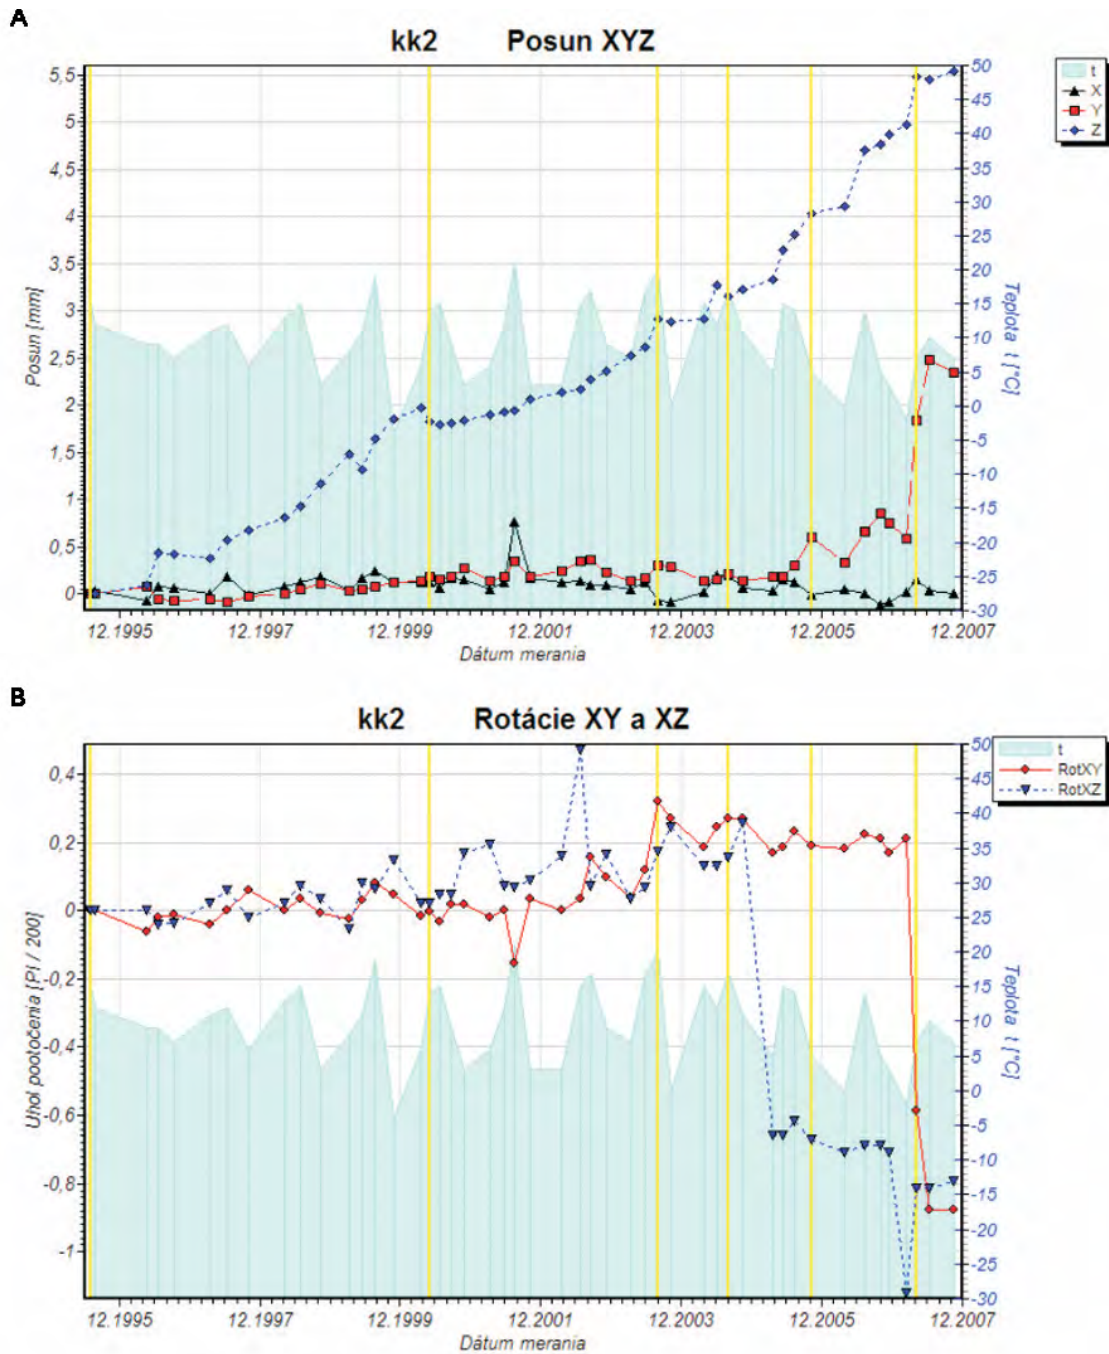 A
kk2 Posun XYZ
5,5
5
4,5
4
3,5
3
2,5
2
1,5
1
0,5
0
Posun [mm]
50
45
40
35
30
25
20
15
10
5
0
-5
-10
-15
-20
-25
-30
Teplota t [°C]
t
X
Y
Z
12.1995 12.1997 12.1999 12.2001 12.2003 12.2005 12.2007
Dátum merania
B
kk2 Rotácie XY a XZ
0,4
0,2
0
-0,2
-0,4
-0,6
-0,8
-1
Uhol pootočenia [PI / 200]
50
45
40
35
30
25
20
15
10
5
0
-5
-10
-15
-20
-25
-30
Teplota t [°C]
t
RotXY
RotXZ
12.1995 12.1997 12.1999 12.2001 12.2003 12.2005 12.2007
Dátum merania